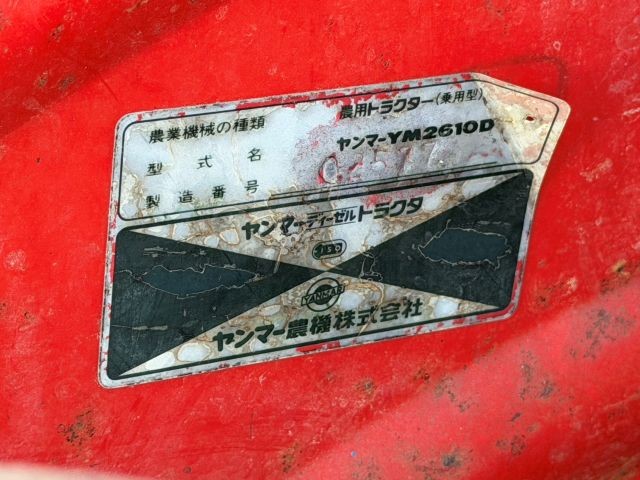 農業機械の種類 農用トラクター(乗用型)
型式名 ヤンマーYM2610D
製造番号
ヤンマーディーゼルトラクタ
YANMAR
ヤンマー農機株式会社